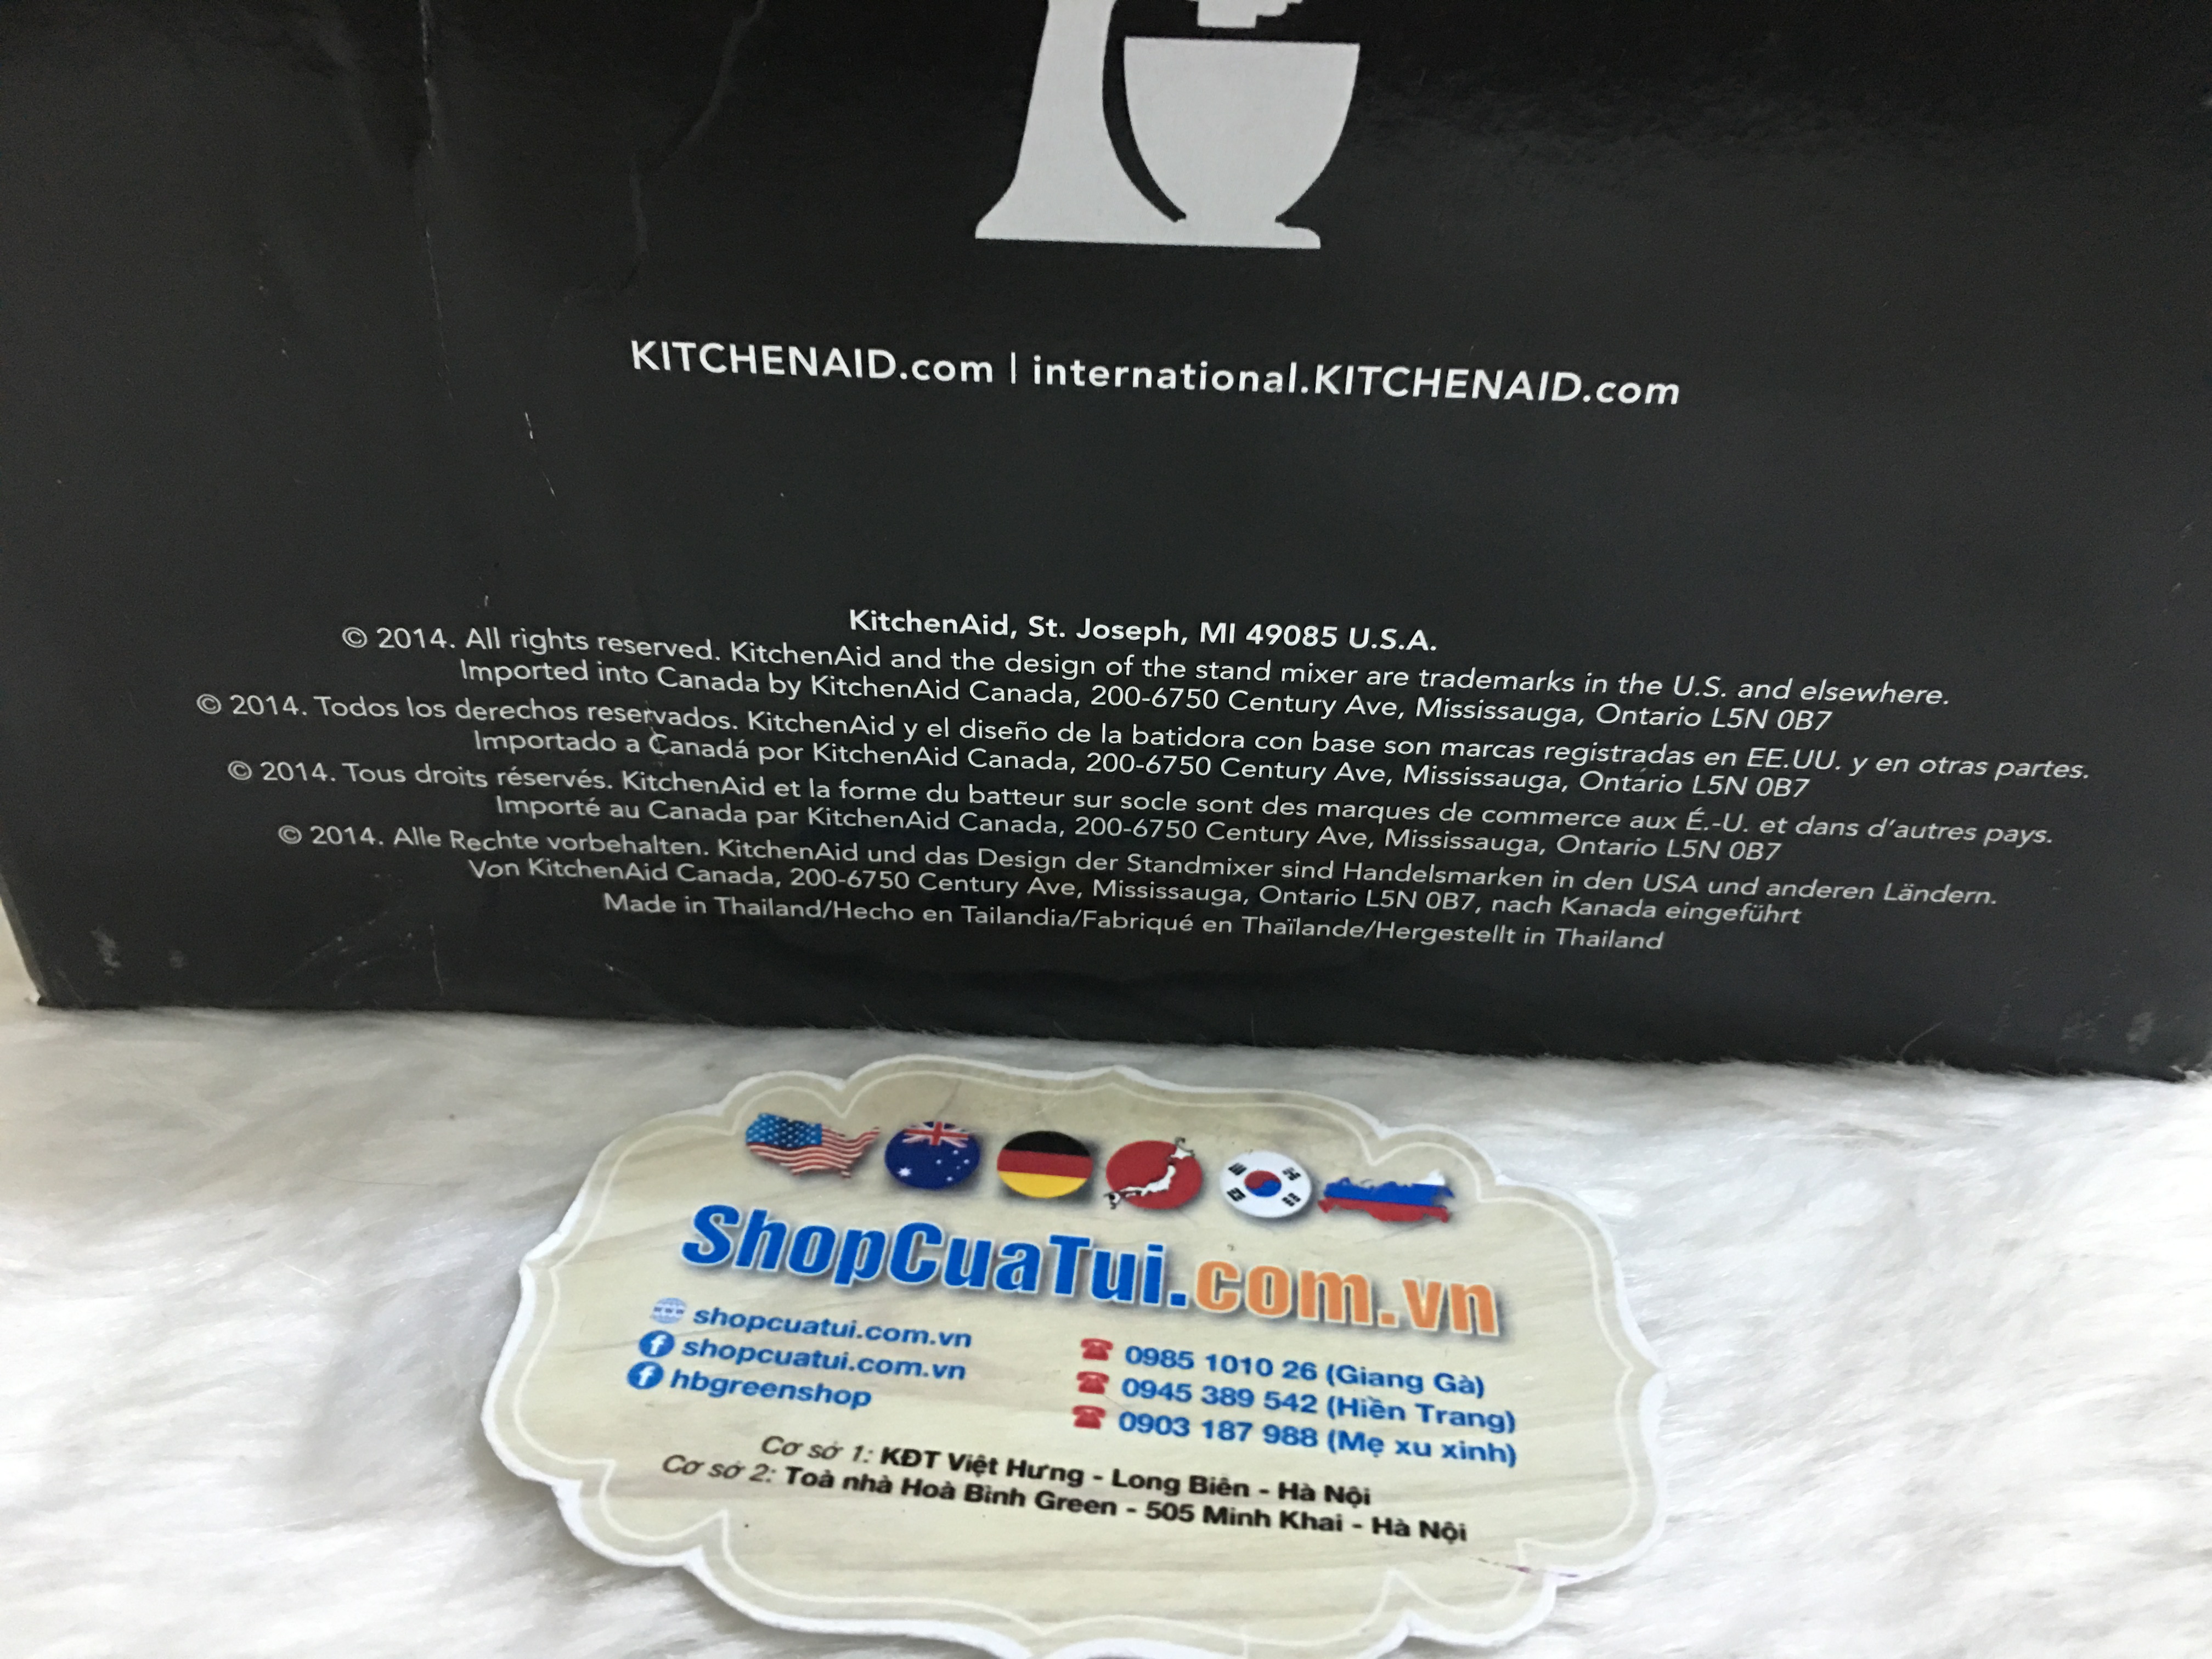 KITCHENAID.com | international.KITCHENAID.com
KitchenAid, St. Joseph, MI 49085 U.S.A.
© 2014. All rights reserved. KitchenAid and the design of the stand mixer are trademarks in the U.S. and elsewhere.
Imported into Canada by KitchenAid Canada, 200-6750 Century Ave, Mississauga, Ontario L5N 0B7
© 2014. Todos los derechos reservados. KitchenAid y el diseño de la batidora con base son marcas registradas en EE.UU. y en otras partes.
Importado a Canadá por KitchenAid Canada, 200-6750 Century Ave, Mississauga, Ontário L5N 0B7
© 2014. Tous droits réservés. KitchenAid et la forme du batteur sur socle sont des marques de commerce aux É.-U. et dans d'autres pays.
Importé au Canada par KitchenAid Canada, 200-6750 Century Ave, Mississauga, Ontario L5N 0B7
© 2014. Alle Rechte vorbehalten. KitchenAid und das Design der Standmixer sind Handelsmarken in den USA und anderen Ländern.
Von KitchenAid Canada, 200-6750 Century Ave, Mississauga, Ontario L5N 0B7, nach Kanada eingeführt
Made in Thailand/Hecho en Tailandia/Fabriqué en Thaïlande/Hergestellt in Thailand
ShopCuaTui.com.vn
www shopcuatui.com.vn
f shopcuatui.com.vn
f hbgreenshop
0985 1010 26 (Giang Gà)
0945 389 542 (Hiền Trang)
0903 187 988 (Mẹ xu xinh)
Cơ sở 1: KĐT Việt Hưng - Long Biên - Hà Nội
Cơ sở 2: Toà nhà Hoà Bình Green - 505 Minh Khai - Hà Nội